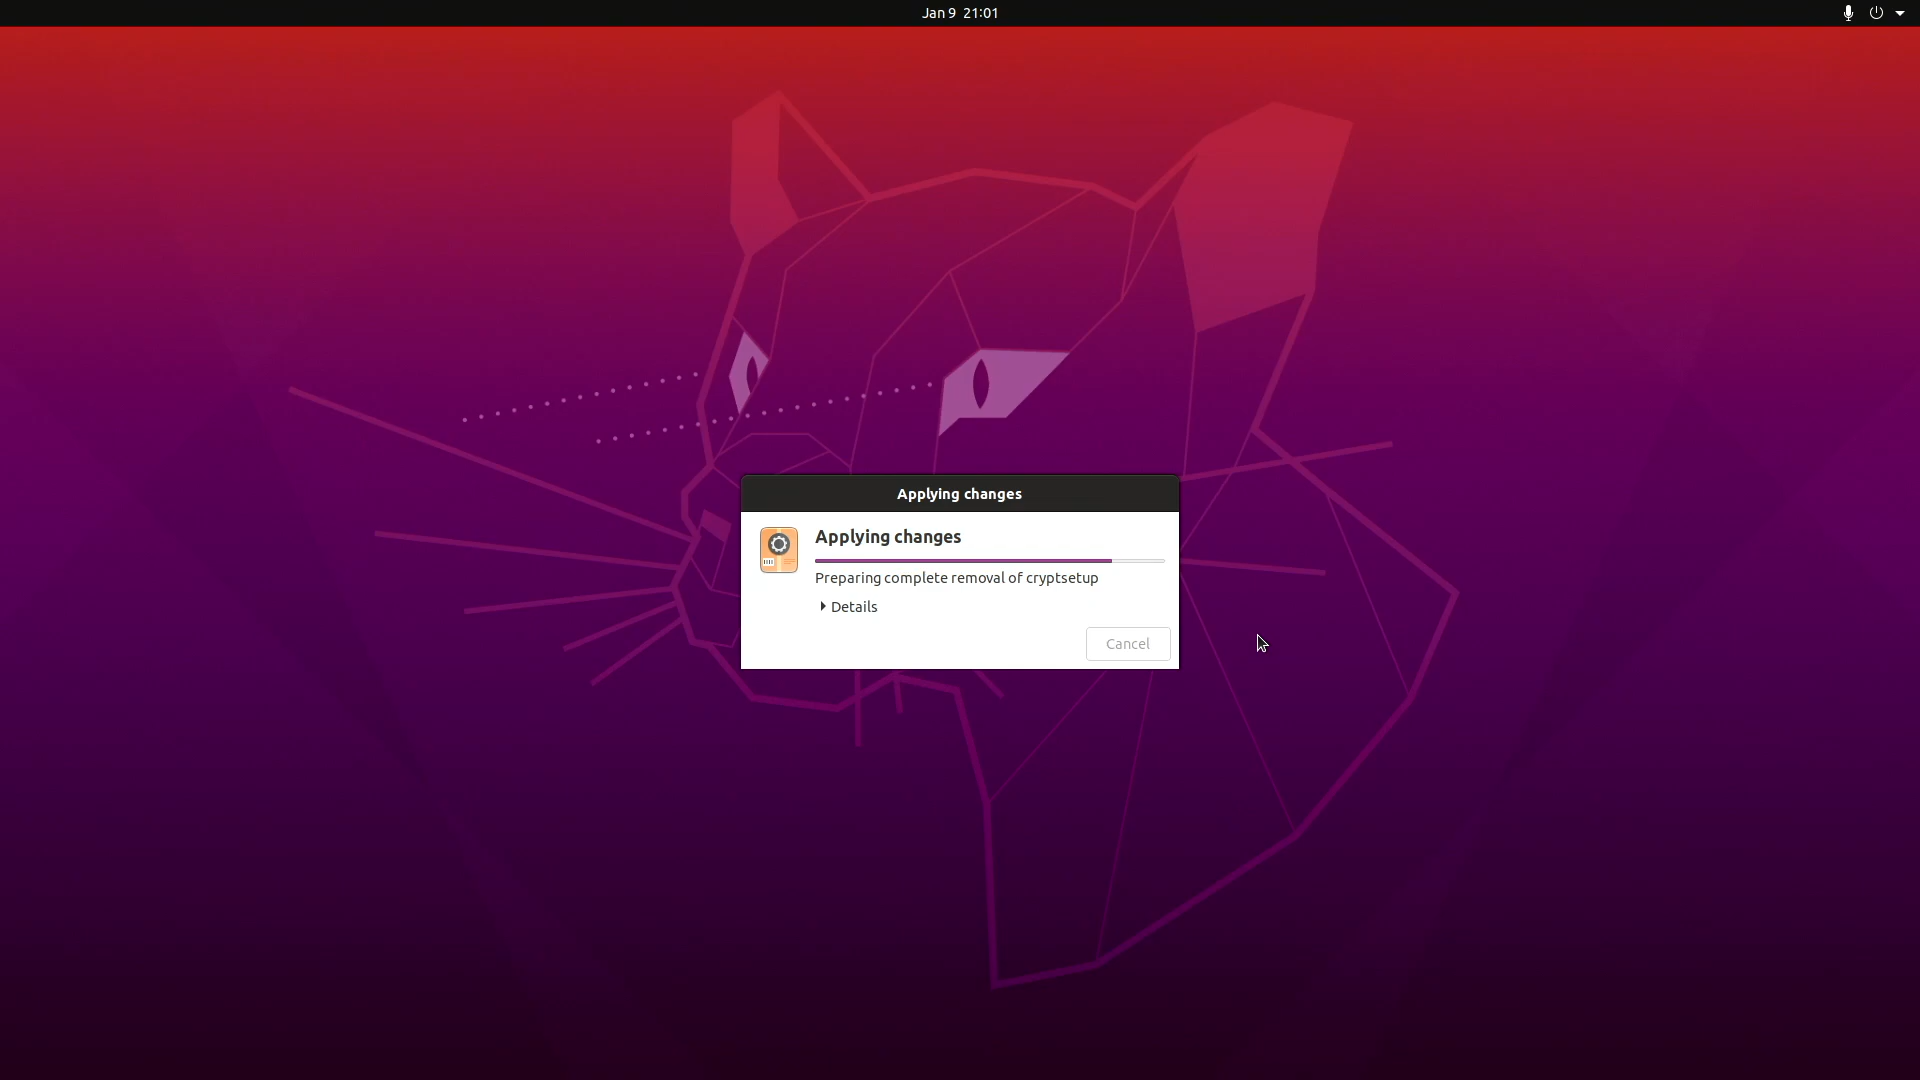 Jan 9 21:01
Applying changes
Applying changes
Preparing complete removal of cryptsetup
Details
Cancel